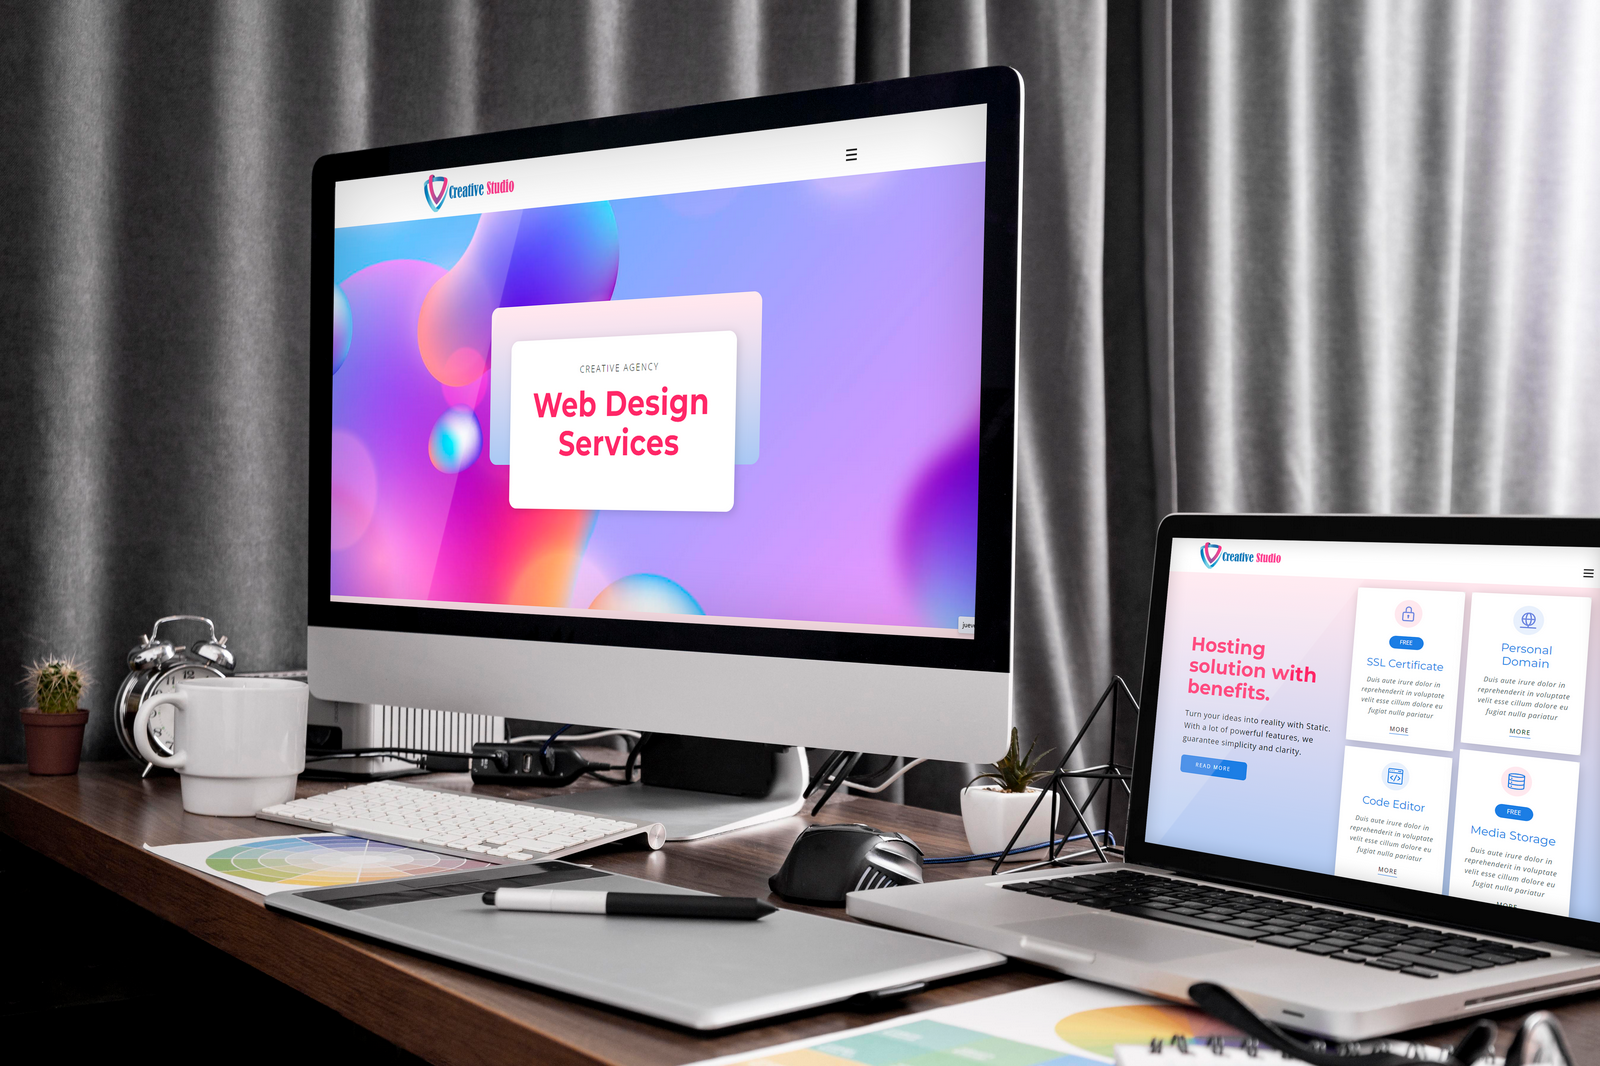 Creative Studio
CREATIVE AGENCY
Web Design
Services
Creative Studio
Hosting
solution with
benefits.
Turn your ideas into reality with Static.
With a lot of powerful features, we
guarantee simplicity and clarity.
READ MORE
FREE
SSL Certificate
Duis aute irure dolor in
reprehenderit in voluptate
velit esse cillum dolore eu
fugiat nulla pariatur
MORE
Personal
Domain
Duis aute irure dolor in
reprehenderit in voluptate
velit esse cillum dolore eu
fugiat nulla pariatur
MORE
Code Editor
Duis aute irure dolor in
reprehenderit in voluptate
velit esse cillum dolore eu
fugiat nulla pariatur
MORE
FREE
Media Storage
Duis aute irure dolor in
reprehenderit in voluptate
velit esse cillum dolore eu
fugiat nulla pariatur
MORE